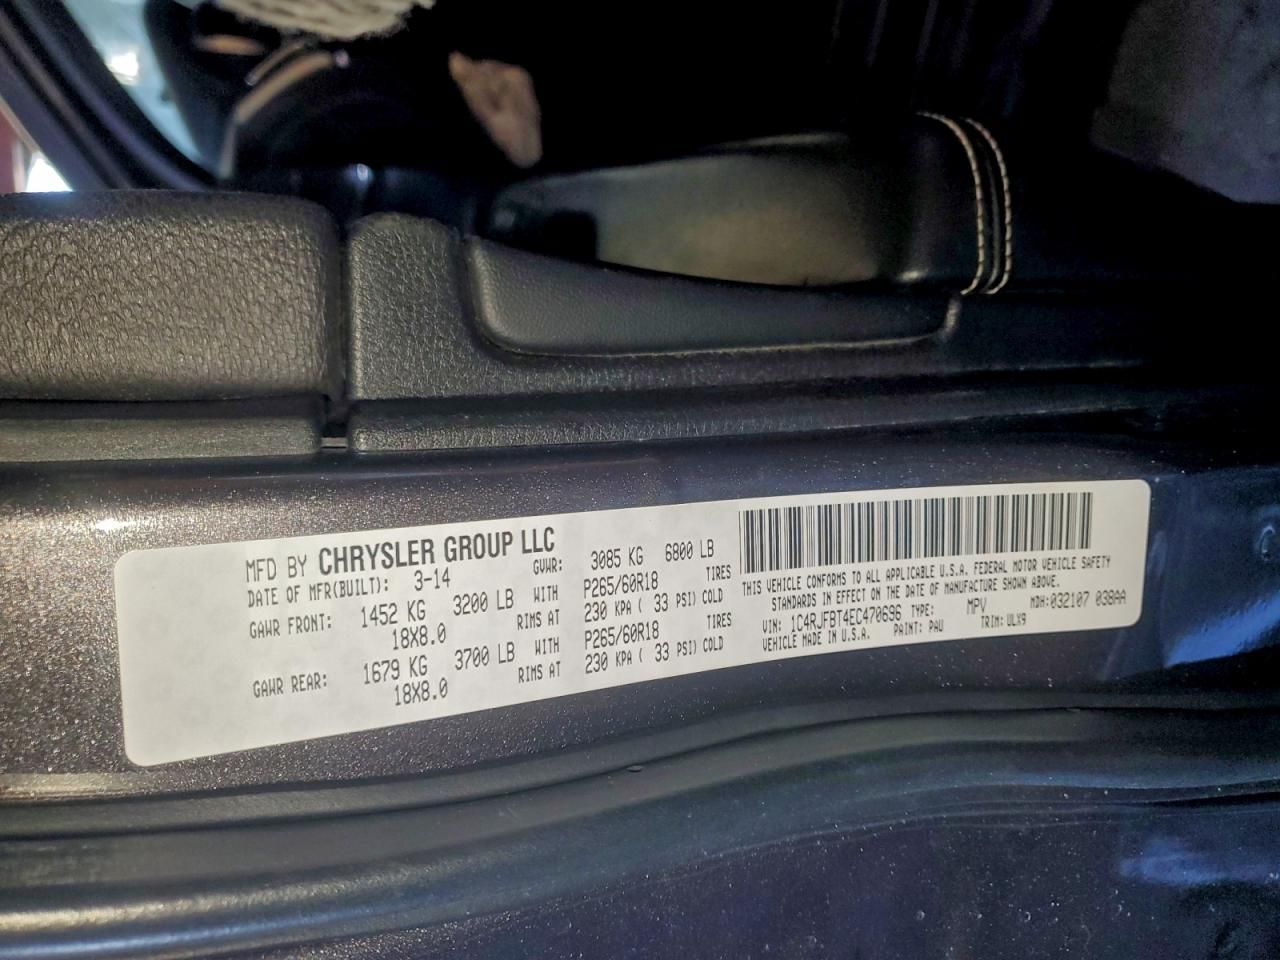 MFD BY CHRYSLER GROUP LLC
DATE OF MFR(BUILT): 3-14 GVWR: 3085 KG 6800 LB
GAWR FRONT: 1452 KG 3200 LB WITH P265/60R18 TIRES
18X8.0 RIMS AT 230 KPA ( 33 PSI) COLD
GAWR REAR: 1679 KG 3700 LB WITH P265/60R18 TIRES
18X8.0 RIMS AT 230 KPA ( 33 PSI) COLD
THIS VEHICLE CONFORMS TO ALL APPLICABLE U.S.A. FEDERAL MOTOR VEHICLE SAFETY
STANDARDS IN EFFECT ON THE DATE OF MANUFACTURE SHOWN ABOVE.
VIN: 1C4RJFBT4EC470696 TYPE: MPV MDH:032107 038AA
VEHICLE MADE IN U.S.A. PAINT: PAU TRIM: ULX9